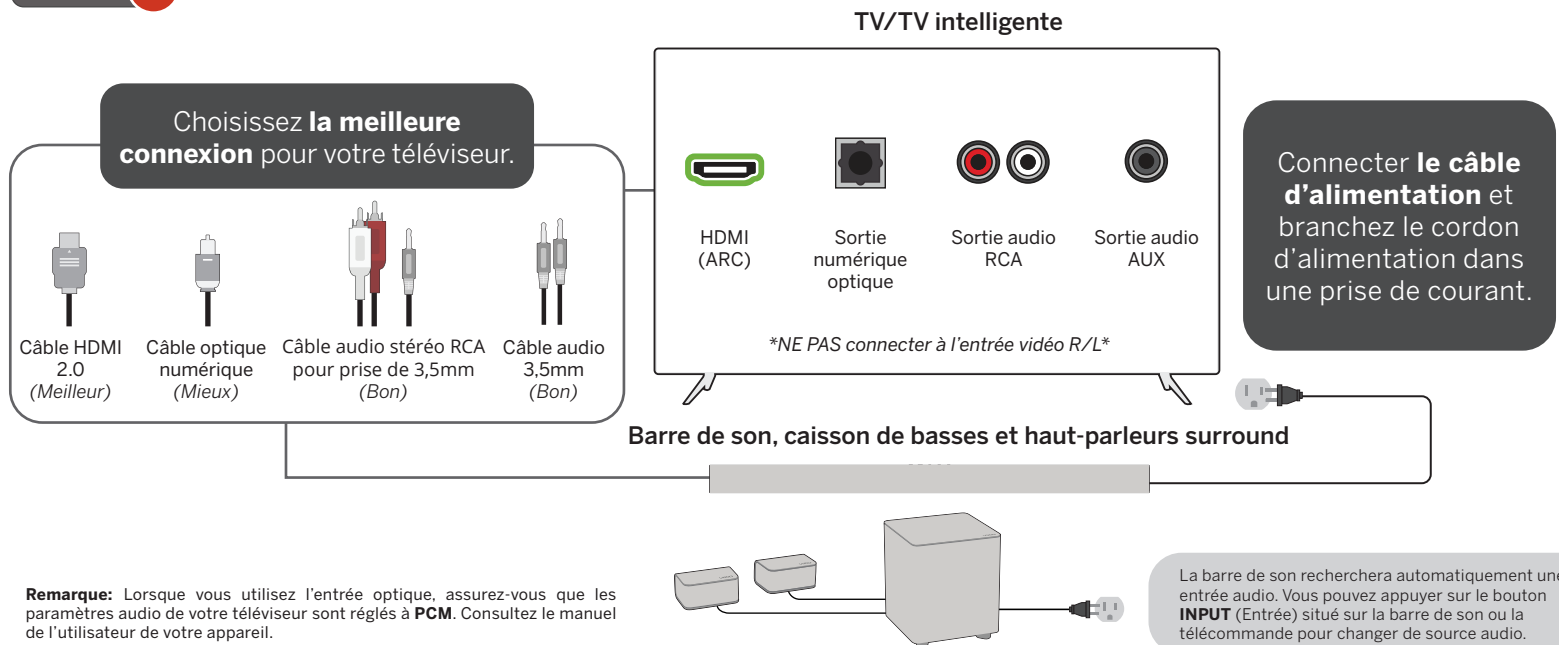 TV/TV intelligente
Choisissez la meilleure
connexion pour votre téléviseur.
Câble HDMI
2.0
(Meilleur)
Câble optique
numérique
(Mieux)
Câble audio stéréo RCA
pour prise de 3,5mm
(Bon)
Câble audio
3,5mm
(Bon)
HDMI
(ARC)
Sortie
numérique
optique
Sortie audio
RCA
Sortie audio
AUX
*NE PAS connecter à l'entrée vidéo R/L*
Connecter le câble
d'alimentation et
branchez le cordon
d'alimentation dans
une prise de courant.
Barre de son, caisson de basses et haut-parleurs surround
Remarque: Lorsque vous utilisez l'entrée optique, assurez-vous que les
paramètres audio de votre téléviseur sont réglés à PCM. Consultez le manuel
de l'utilisateur de votre appareil.
La barre de son recherchera automatiquement une
entrée audio. Vous pouvez appuyer sur le bouton
INPUT (Entrée) situé sur la barre de son ou la
télécommande pour changer de source audio.